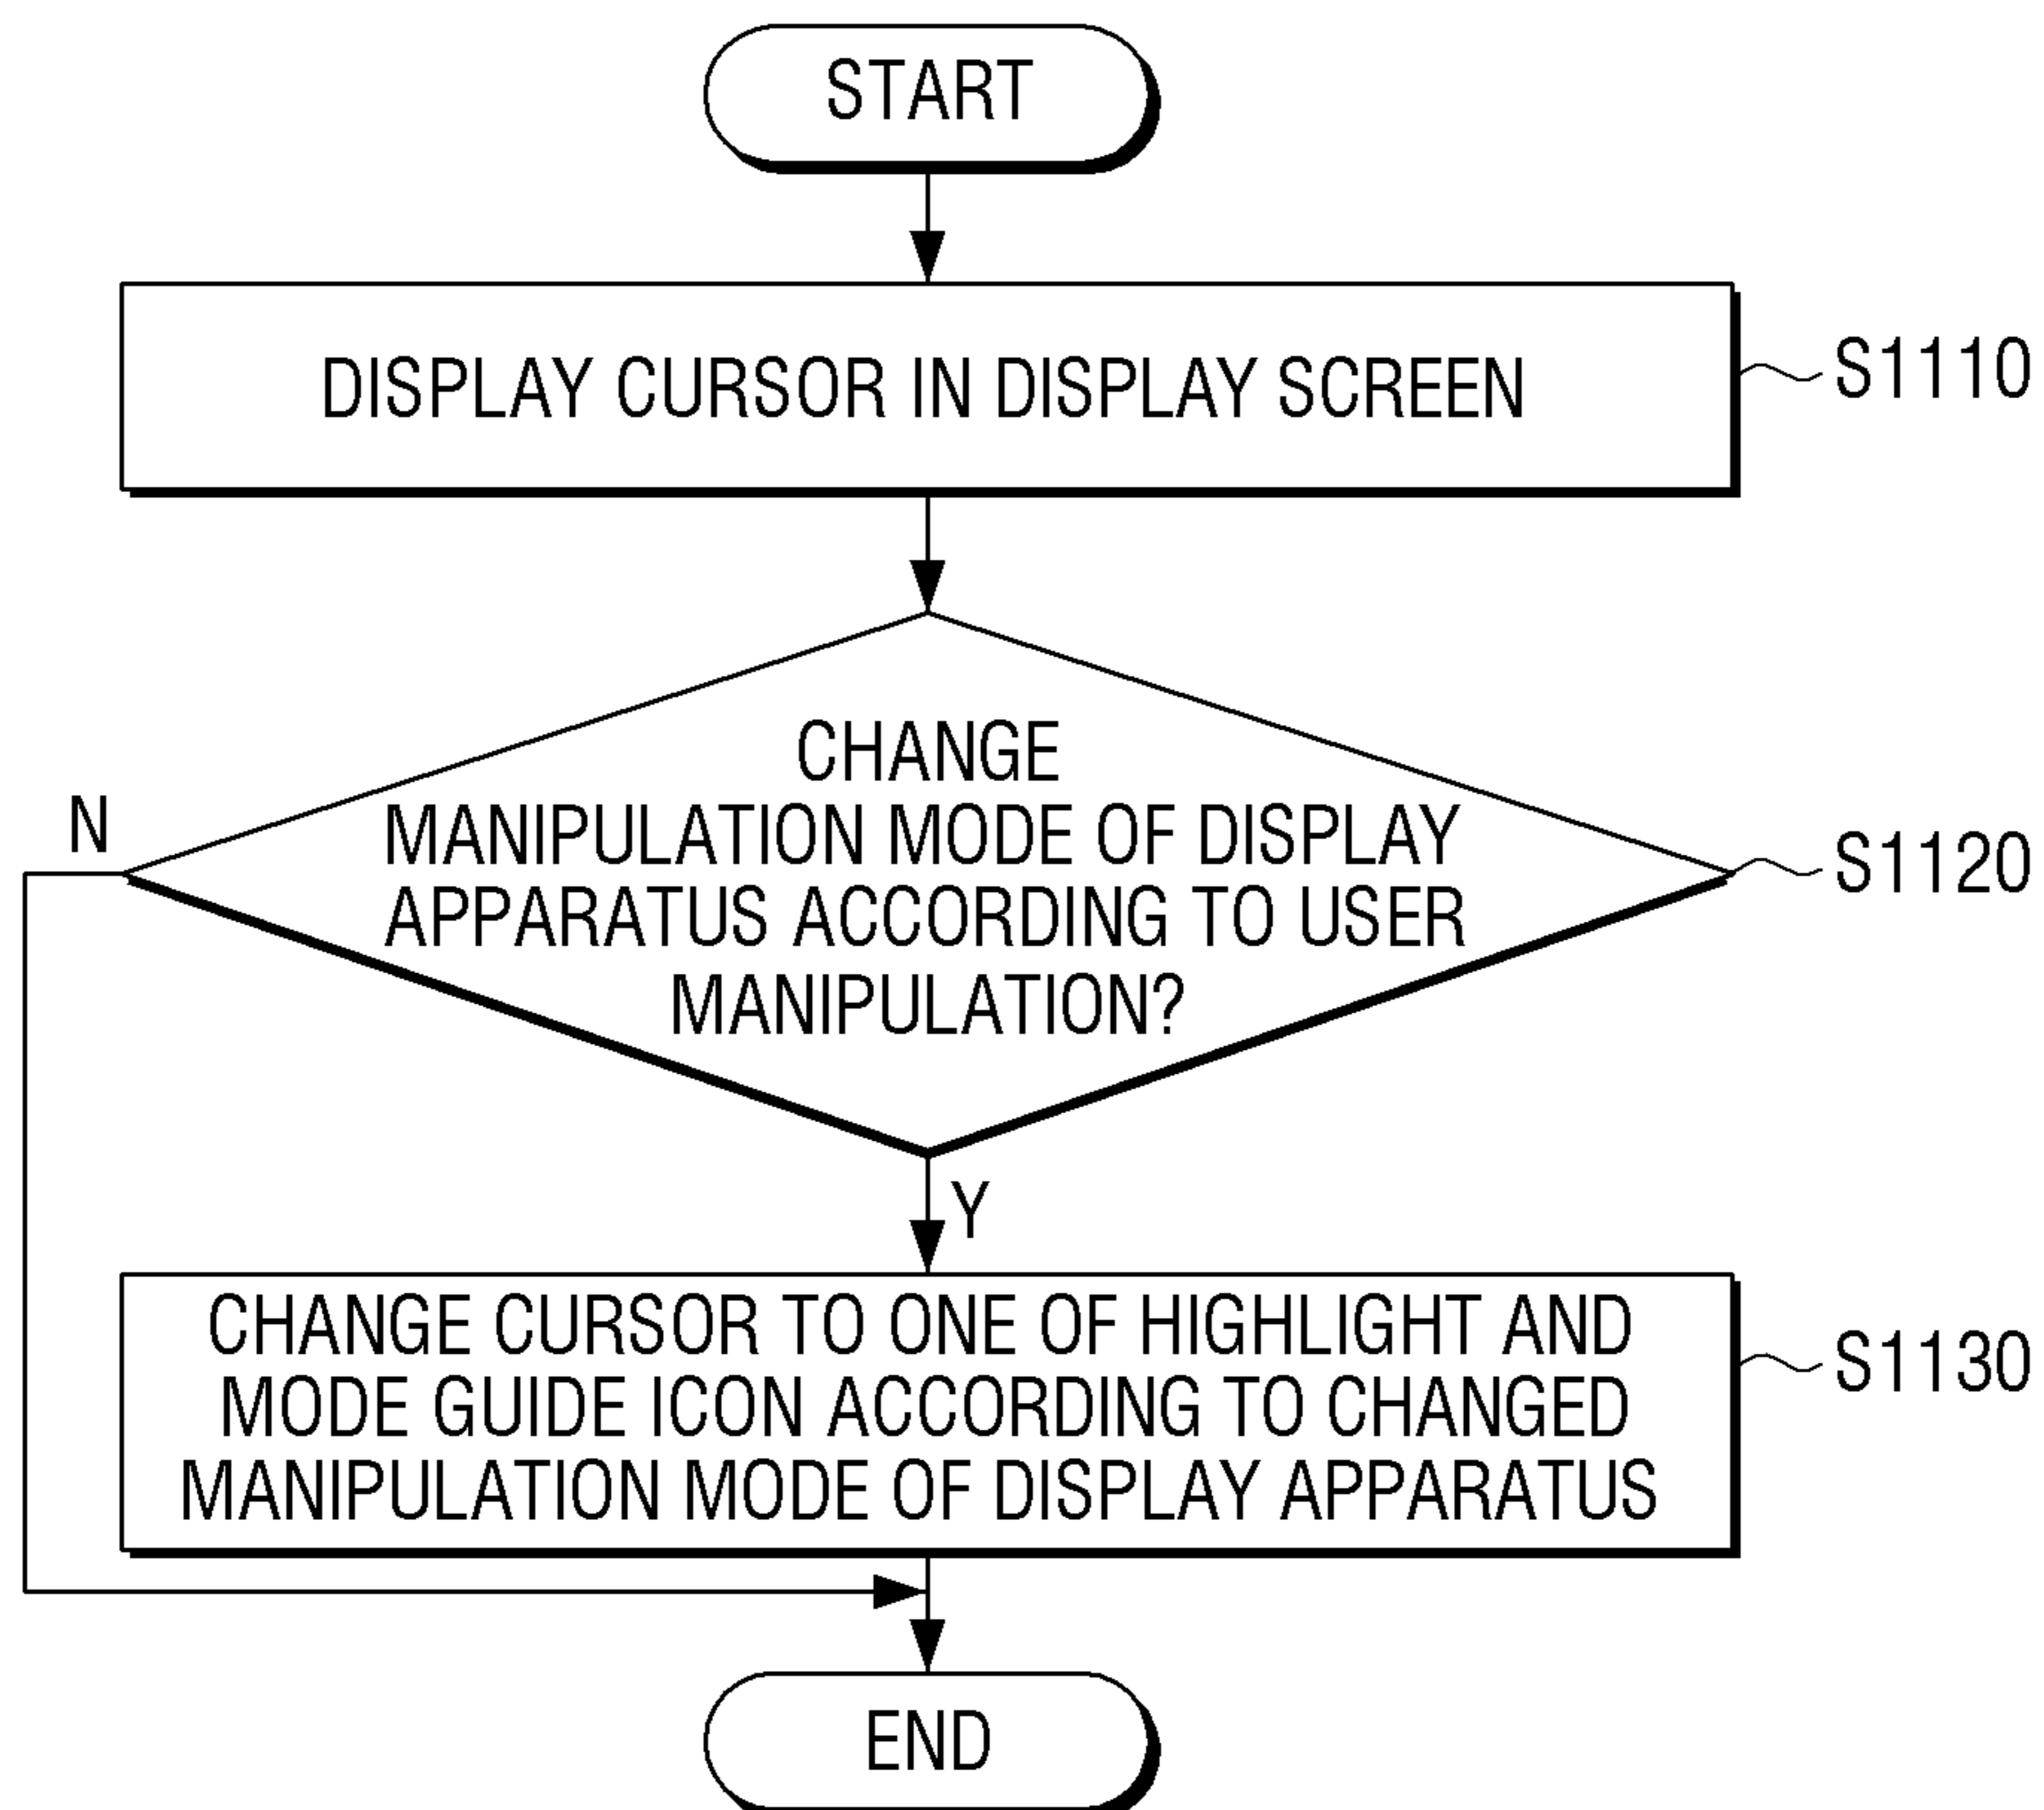 START
DISPLAY CURSOR IN DISPLAY SCREEN
S1110
CHANGE
MANIPULATION MODE OF DISPLAY
APPARATUS ACCORDING TO USER
MANIPULATION?
N
S1120
Y
CHANGE CURSOR TO ONE OF HIGHLIGHT AND
MODE GUIDE ICON ACCORDING TO CHANGED
MANIPULATION MODE OF DISPLAY APPARATUS
S1130
END